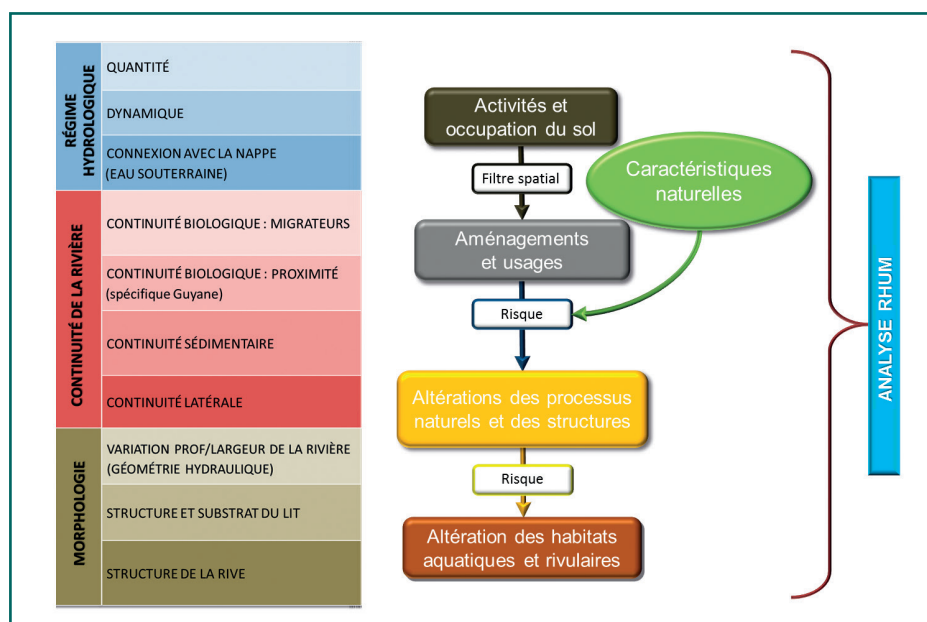 RÉGIME
HYDROLOGIQUE
QUANTITÉ
DYNAMIQUE
CONNEXION AVEC LA NAPPE
(EAU SOUTERRAINE)
CONTINUITÉ DE LA RIVIÈRE
CONTINUITÉ BIOLOGIQUE : MIGRATEURS
CONTINUITÉ BIOLOGIQUE : PROXIMITÉ
(spécifique Guyane)
CONTINUITÉ SÉDIMENTAIRE
CONTINUITÉ LATÉRALE
MORPHOLOGIE
VARIATION PROF/LARGEUR DE LA RIVIÈRE
(GÉOMÉTRIE HYDRAULIQUE)
STRUCTURE ET SUBSTRAT DU LIT
STRUCTURE DE LA RIVE
Activités et
occupation du sol
Filtre spatial
Caractéristiques
naturelles
Aménagements
et usages
Risque
Altérations des processus
naturels et des structures
Risque
Altération des habitats
aquatiques et rivulaires
ANALYSE RHUM